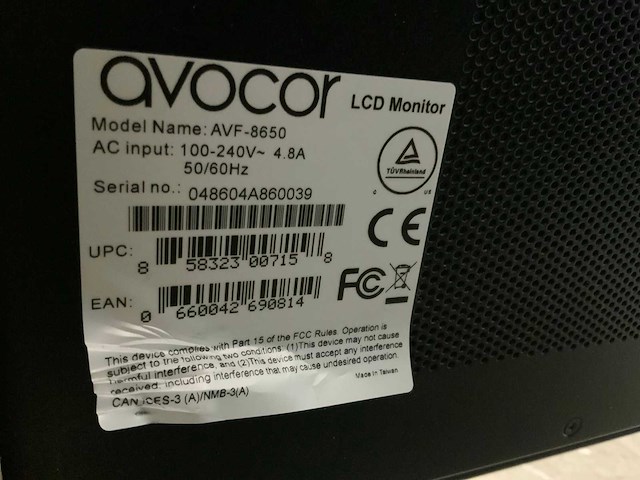 avocor LCD Monitor
Model Name: AVF-8650
AC input: 100-240V~ 4.8A
50/60Hz
Serial no.: 048604A860039
TÜVRheinland
C US
CE
UPC: 8 58323 00715 8
FC
EAN: 0 660042 690814
This device complies with Part 15 of the FCC Rules. Operation is
subject to the following two conditions: (1)This device may not cause
harmful interference, and (2)This device must accept any interference
received, including interference that may cause undesired operation.
Made in Taiwan
CAN ICES-3 (A)/NMB-3(A)